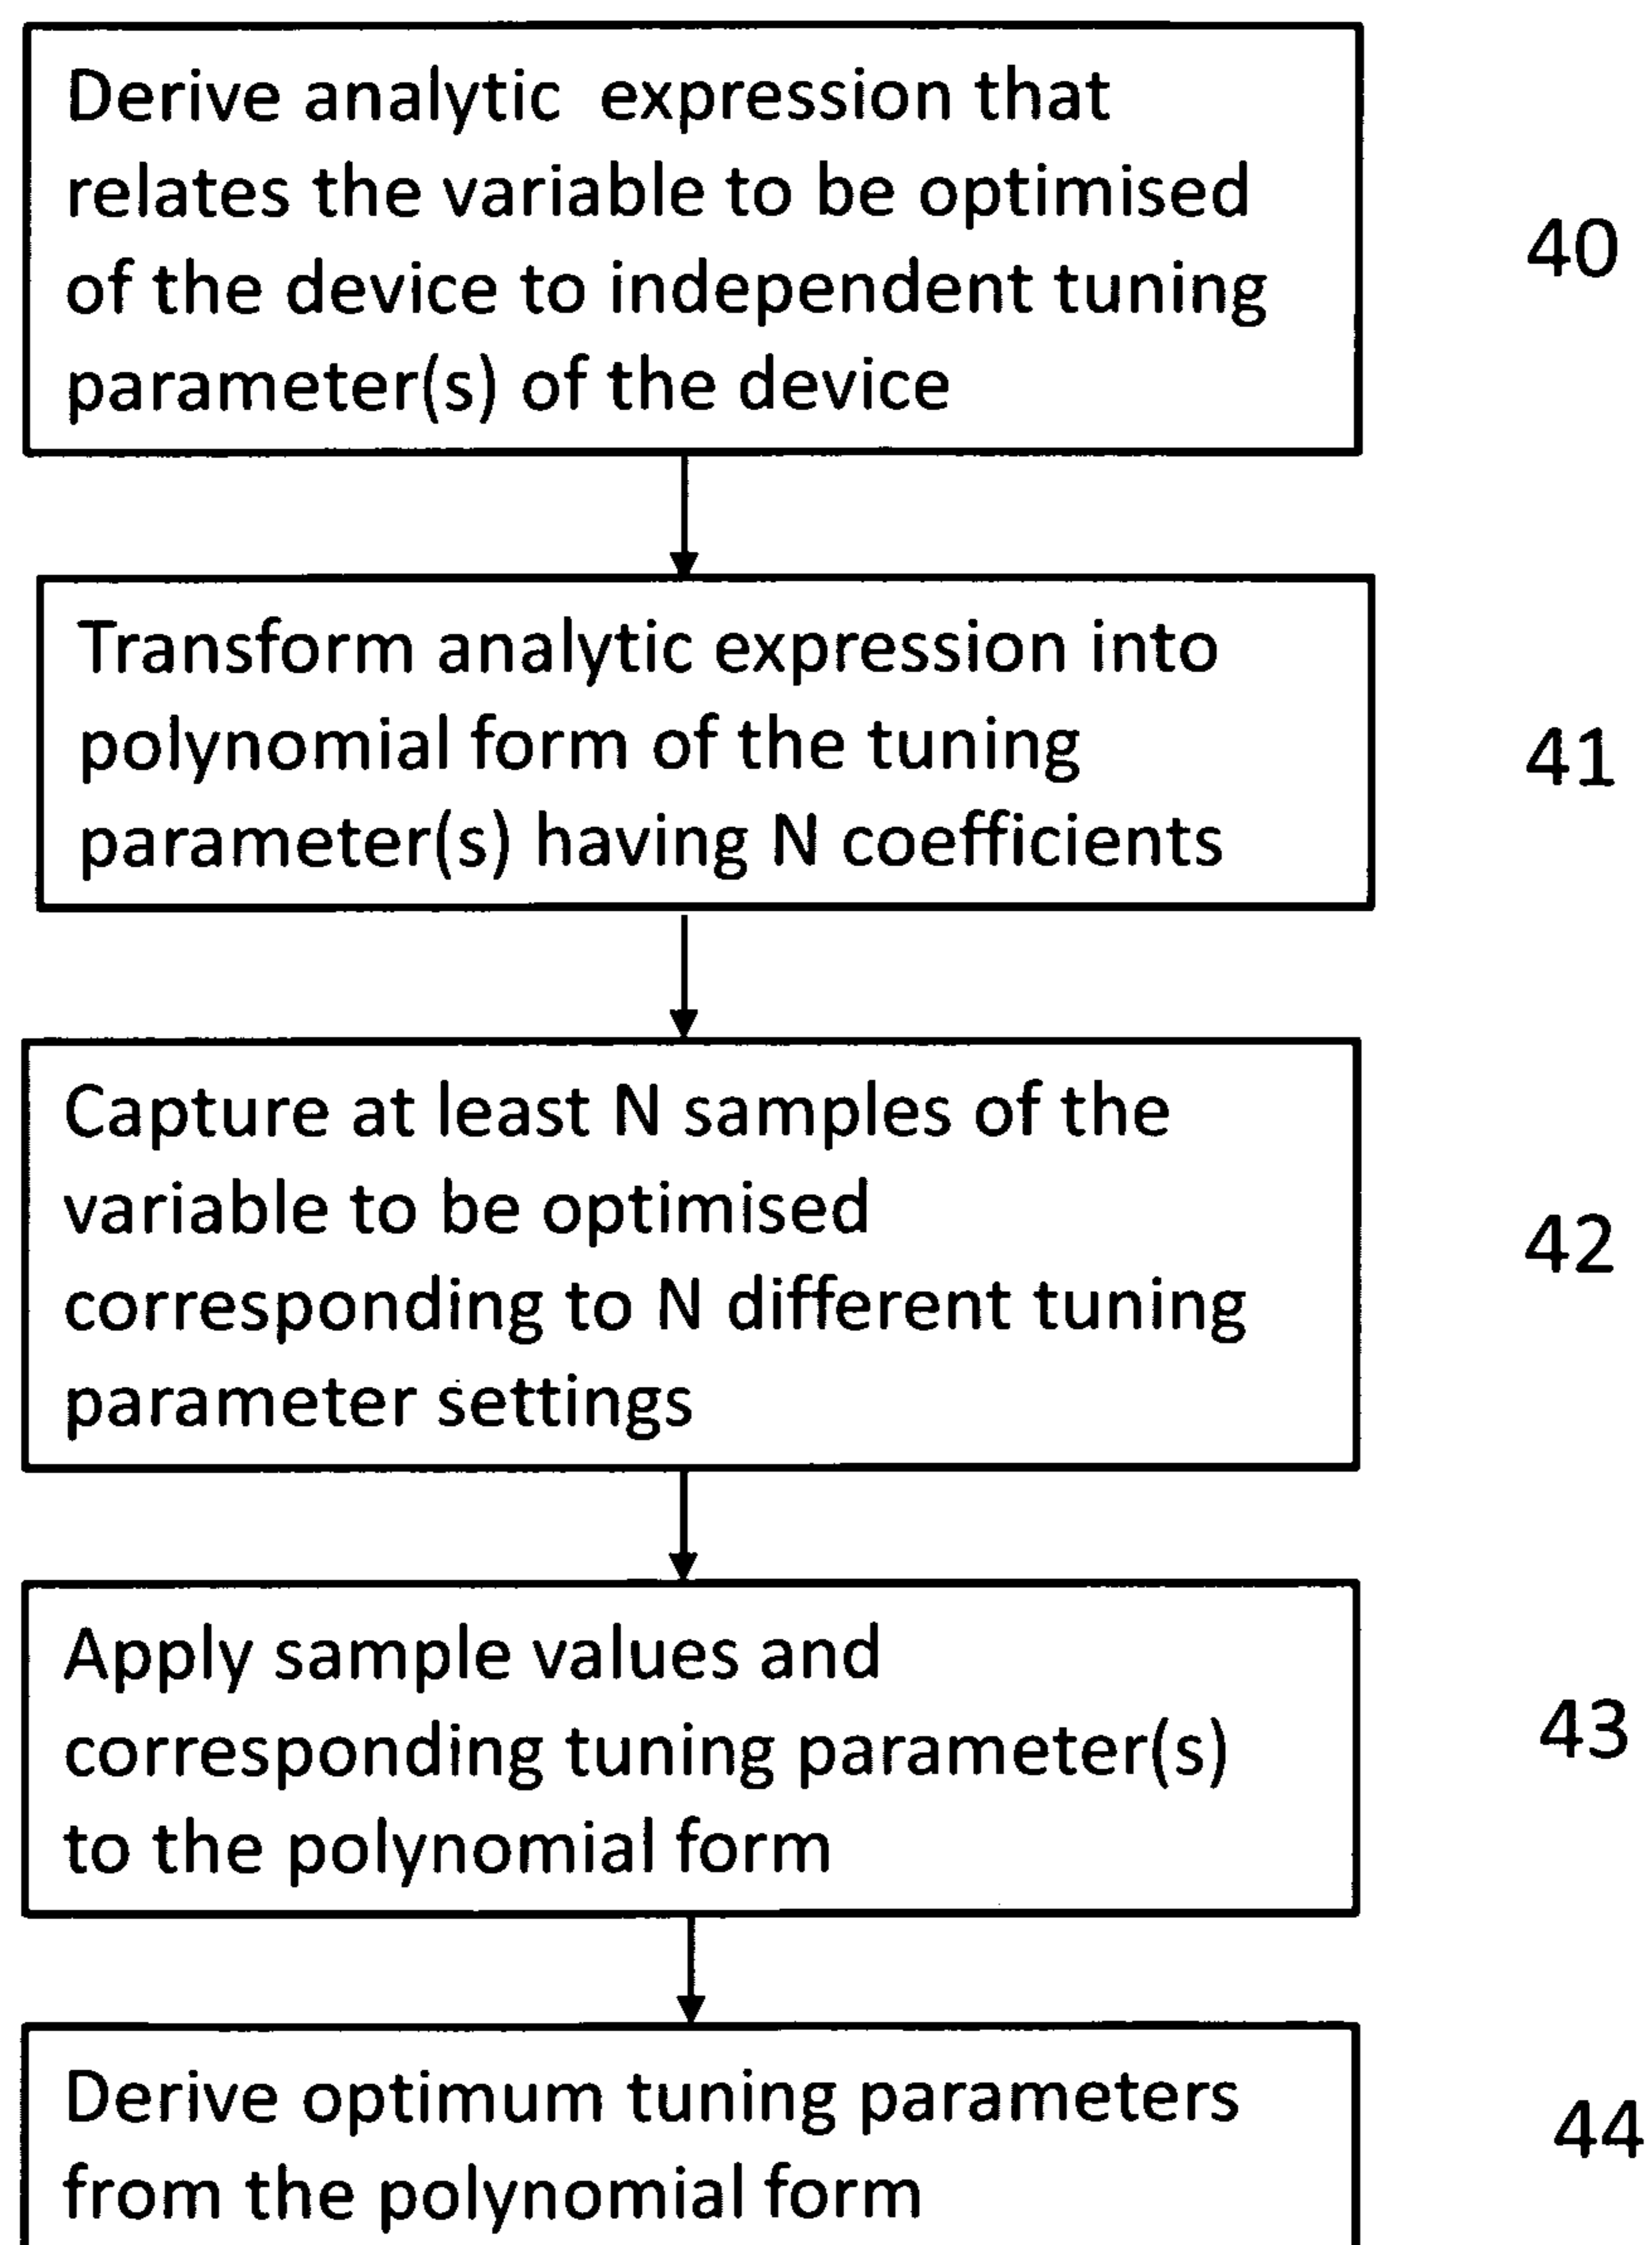 Derive analytic expression that
relates the variable to be optimised
of the device to independent tuning
parameter(s) of the device
40
Transform analytic expression into
polynomial form of the tuning
parameter(s) having N coefficients
41
Capture at least N samples of the
variable to be optimised
corresponding to N different tuning
parameter settings
42
Apply sample values and
corresponding tuning parameter(s)
to the polynomial form
43
Derive optimum tuning parameters
from the polynomial form
44